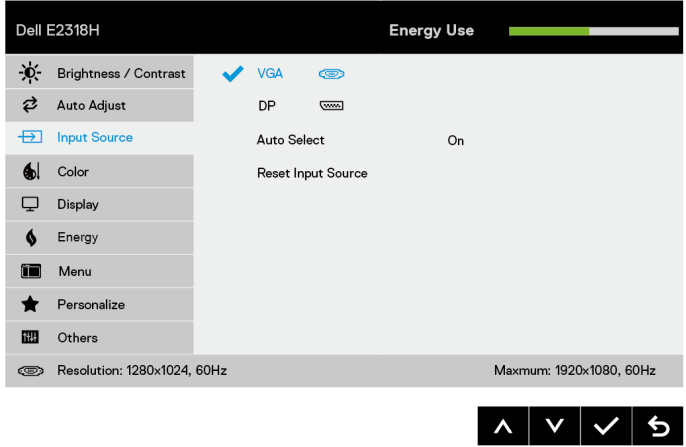 Dell E2318H Energy Use
Brightness / Contrast VGA
Auto Adjust DP
Input Source Auto Select On
Color Reset Input Source
Display
Energy
Menu
Personalize
Others
Resolution: 1280x1024, 60Hz Maxmum: 1920x1080, 60Hz